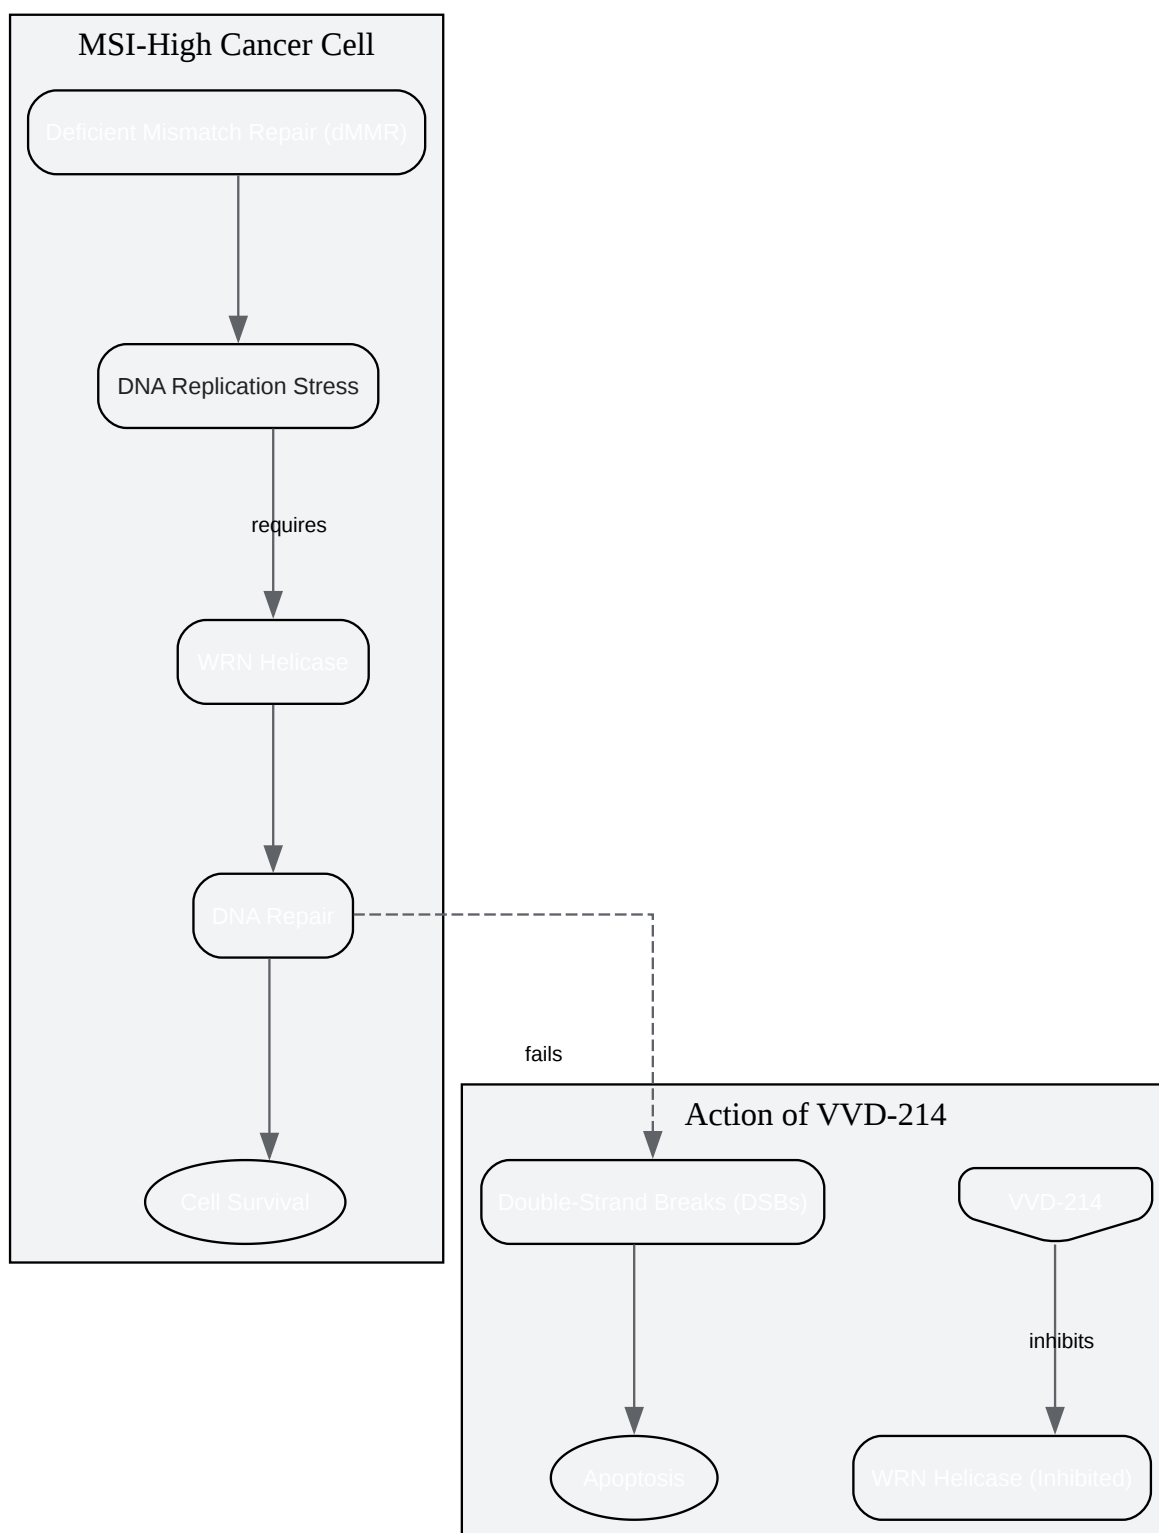 MSI-High Cancer Cell
Deficient Mismatch Repair (dMMR)
DNA Replication Stress
requires
WRN Helicase
DNA Repair
fails
Action of VVD-214
Cell Survival
Double-Strand Breaks (DSBs)
VVD-214
inhibits
Apoptosis
WRN Helicase (Inhibited)